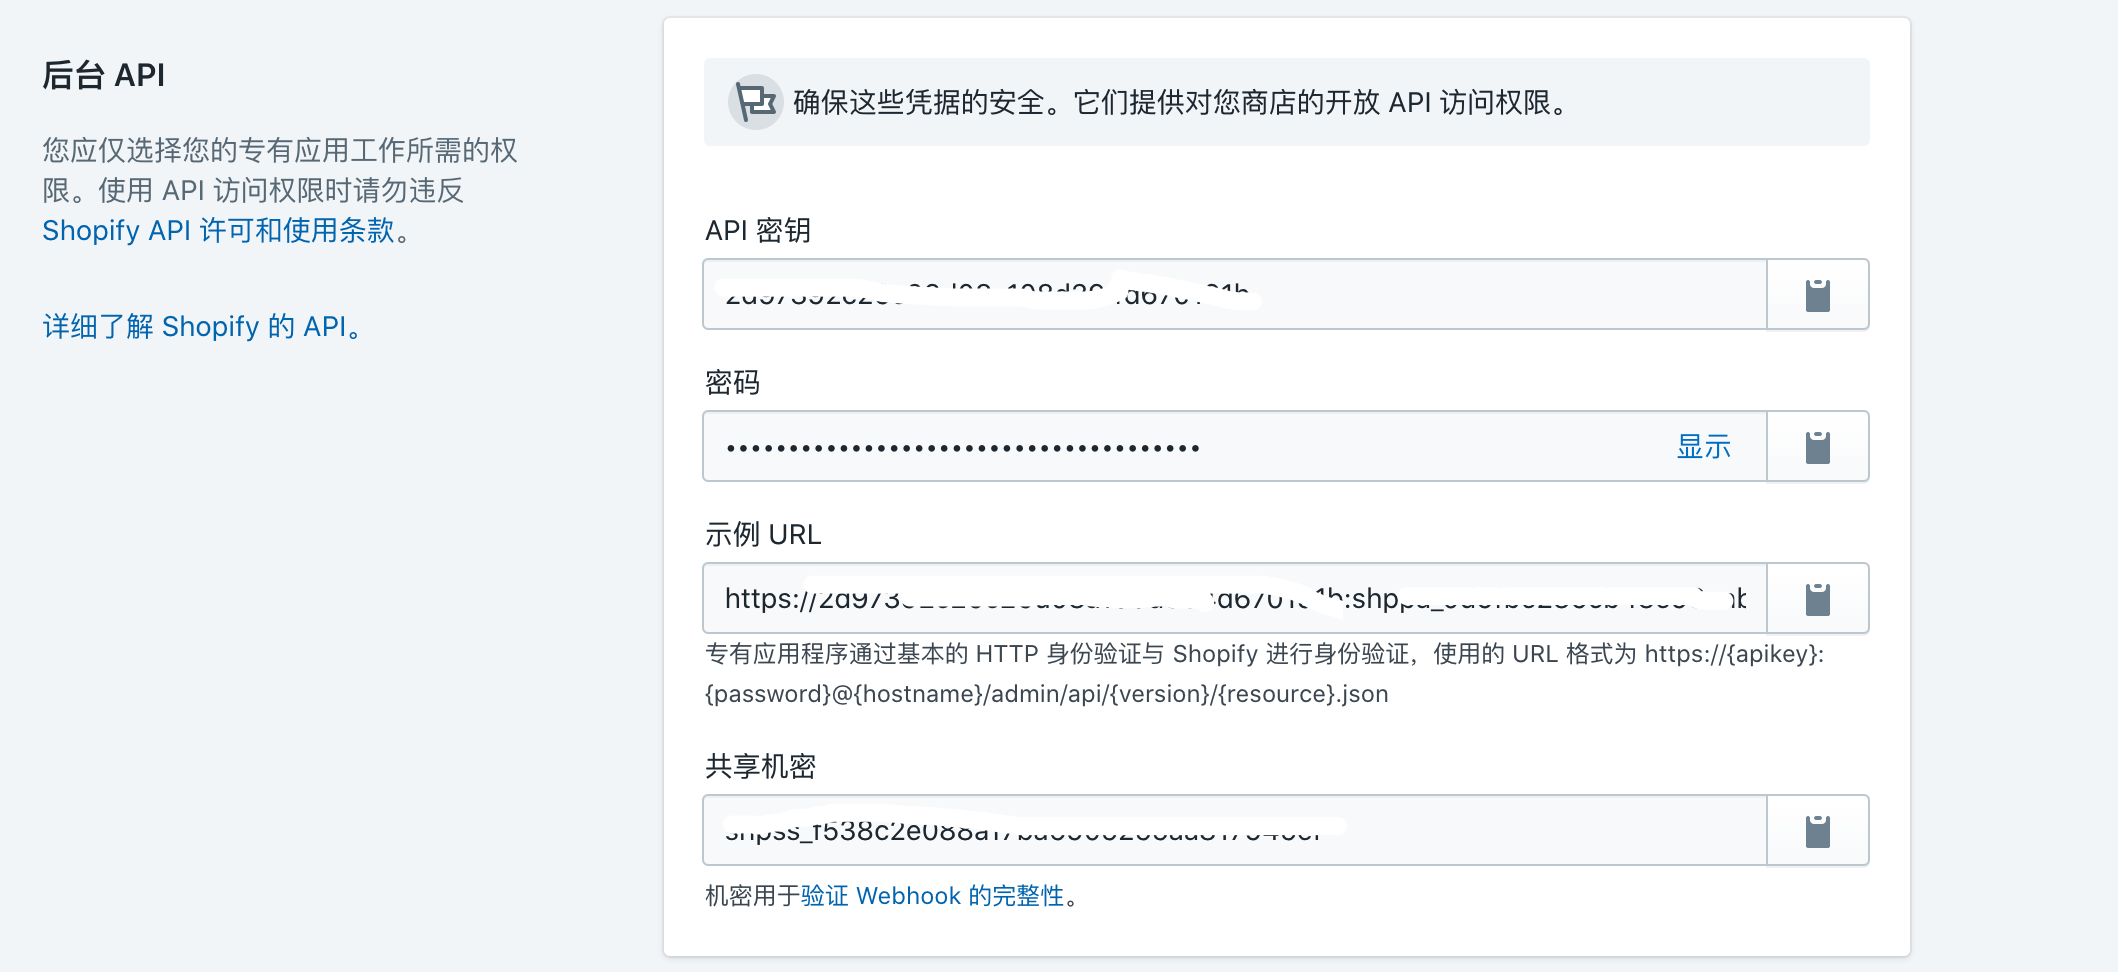 后台 API
您应仅选择您的专有应用工作所需的权
限。使用 API 访问权限时请勿违反
Shopify API 许可和使用条款。
详细了解 Shopify 的 API。
确保这些凭据的安全。它们提供对您商店的开放 API 访问权限。
API 密钥
密码
••••••••••••••••••••••••••••••••••••••
显示
示例 URL
https://
专有应用程序通过基本的 HTTP 身份验证与 Shopify 进行身份验证，使用的 URL 格式为 https://{apikey}:
{password}@{hostname}/admin/api/{version}/{resource}.json
共享机密
机密用于验证 Webhook 的完整性。